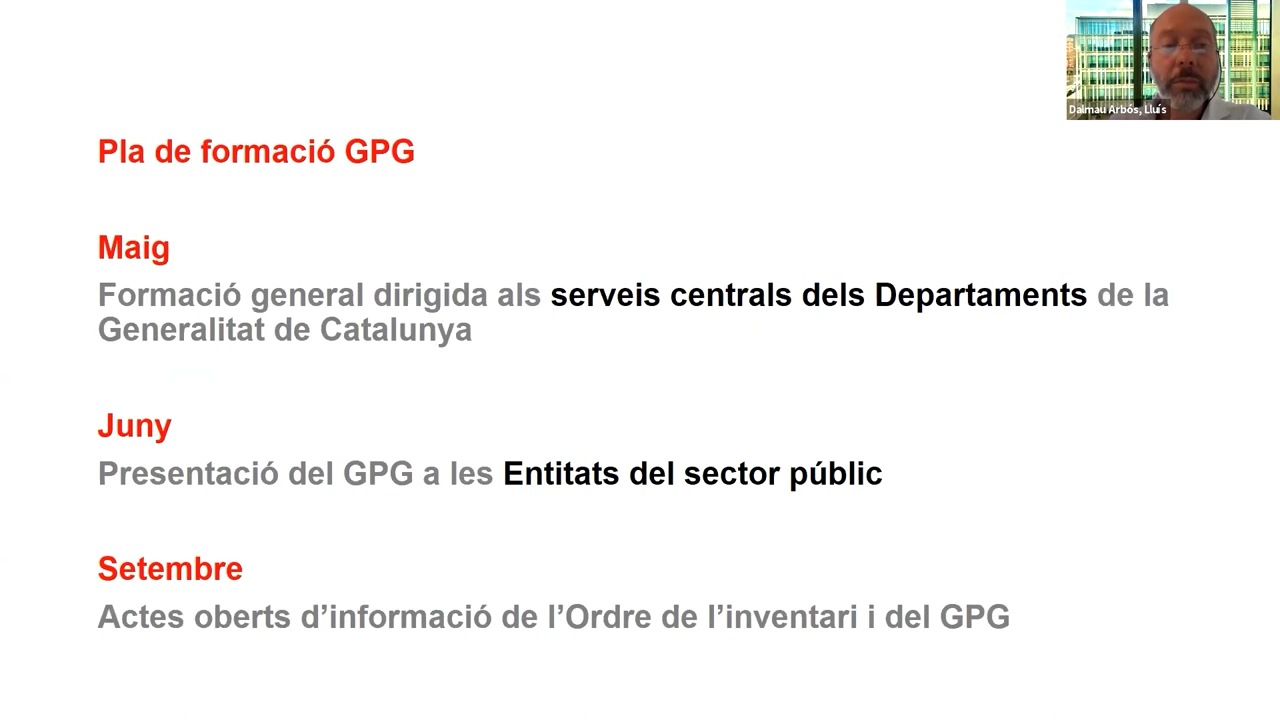 Dalmau Arbós, Lluís
Pla de formació GPG
Maig
Formació general dirigida als serveis centrals dels Departaments de la
Generalitat de Catalunya
Juny
Presentació del GPG a les Entitats del sector públic
Setembre
Actes oberts d’informació de l’Ordre de l’inventari i del GPG